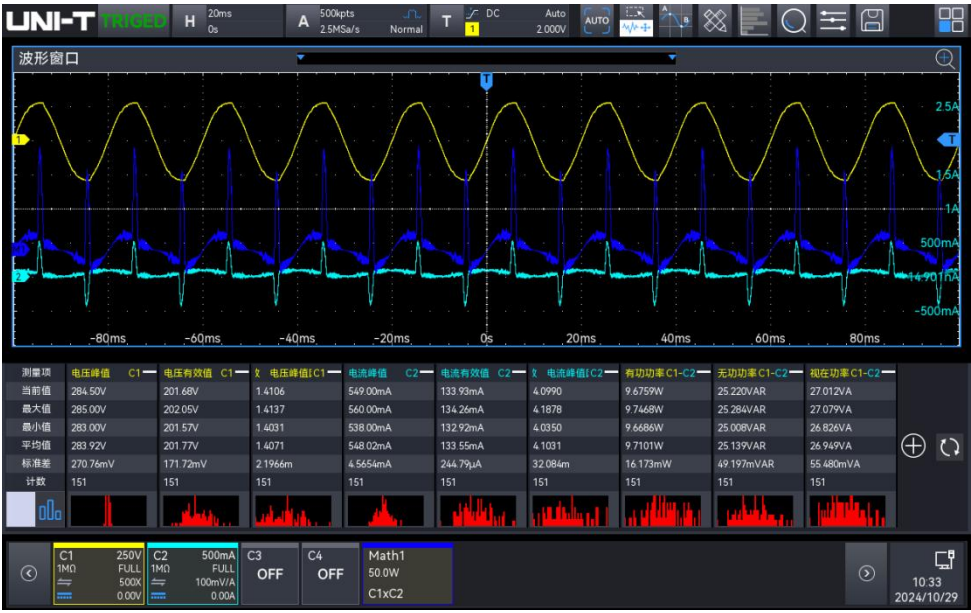 UNI-T TRIGED H 20ms 0s A 500kpts 2.5MSa/s Normal T DC 1 Auto 2.000V AUTO
波形窗口
T
2.5A
1 T
1.5A
1A
500mA
2 -14.901mA
-500mA
-80ms -60ms -40ms -20ms 0s 20ms 40ms 60ms 80ms
测量项 电压峰值 C1 电压有效值 C1 电压峰值[C1 电流峰值 C2 电流有效值 C2 电流峰值[C2 有功功率C1-C2 无功功率C1-C2 视在功率C1-C2
当前值 284.50V 201.68V 1.4106 549.00mA 133.93mA 4.0990 9.6759W 25.220VAR 27.012VA
最大值 285.00V 202.05V 1.4137 560.00mA 134.26mA 4.1878 9.7468W 25.284VAR 27.079VA
最小值 283.00V 201.57V 1.4031 538.00mA 132.92mA 4.0350 9.6686W 25.008VAR 26.826VA
平均值 283.92V 201.77V 1.4071 548.02mA 133.55mA 4.1031 9.7101W 25.139VAR 26.949VA
标准差 270.76mV 171.72mV 2.1966m 4.5654mA 244.79μA 32.084m 16.173mW 49.197mVAR 55.480mVA
计数 151 151 151 151 151 151 151 151 151
C1 250V C2 500mA C3 C4 Math1
1MΩ FULL 1MΩ FULL OFF OFF 50.0W
500X 100mV/A
0.00V 0.00A C1xC2
10:33
2024/10/29